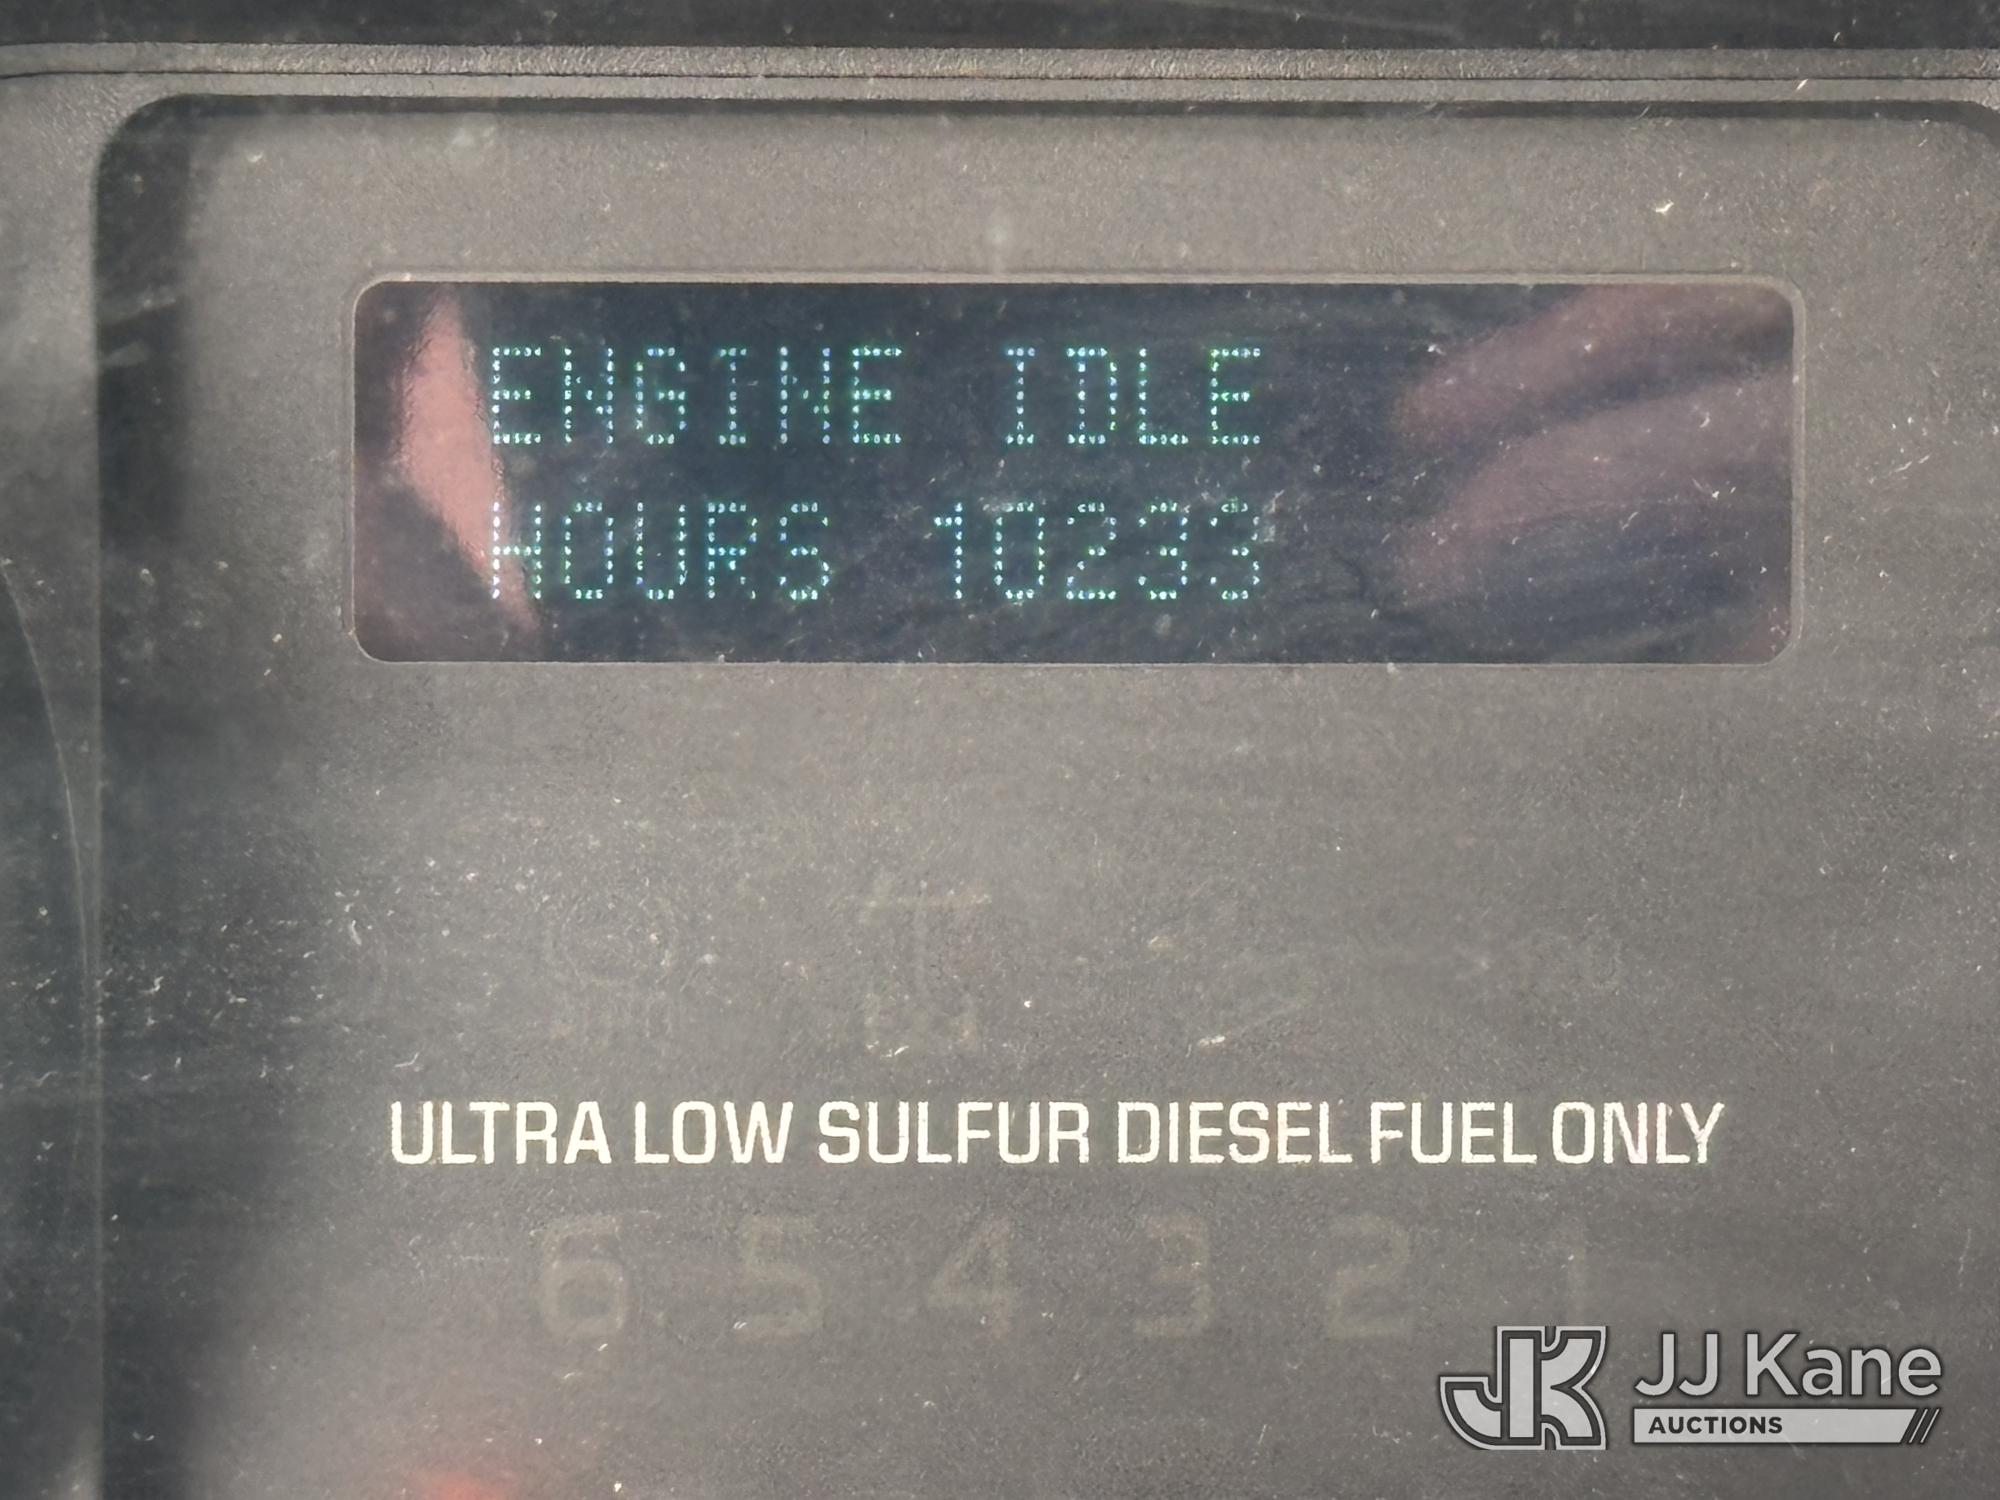 ENGINE IDLE
HOURS 10233
ULTRA LOW SULFUR DIESEL FUEL ONLY
6 5 4 3 2 1
JK JJ Kane
AUCTIONS